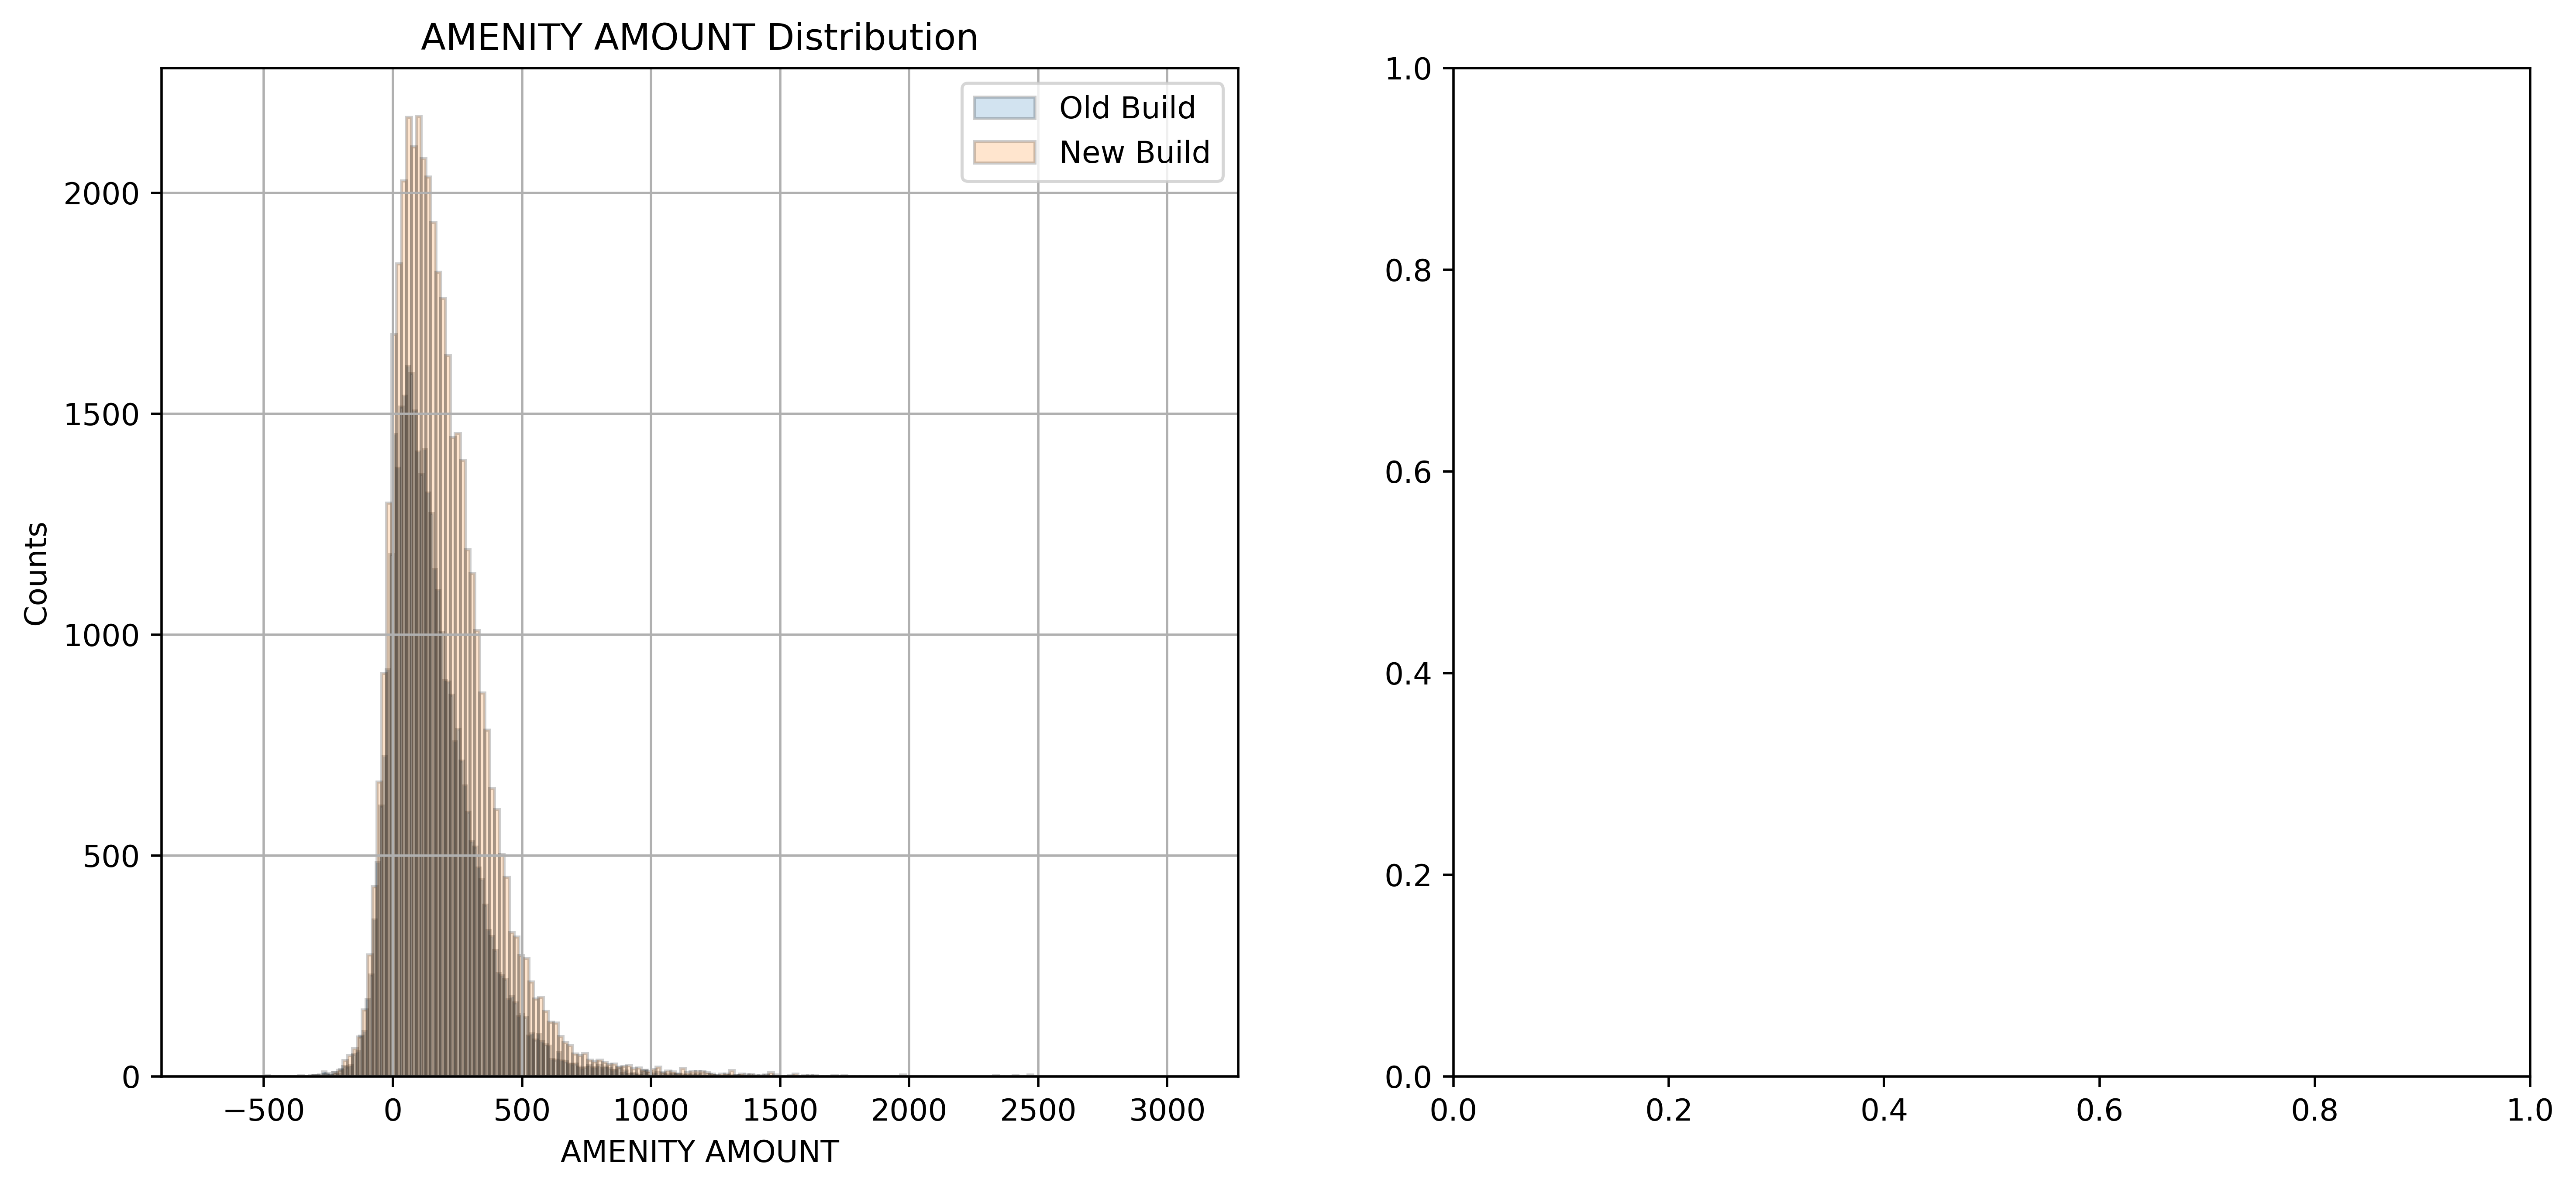 AMENITY AMOUNT Distribution
Old Build
New Build
Counts
2000
1500
1000
500
0
−500 0 500 1000 1500 2000 2500 3000
AMENITY AMOUNT
1.0
0.8
0.6
0.4
0.2
0.0
0.0 0.2 0.4 0.6 0.8 1.0